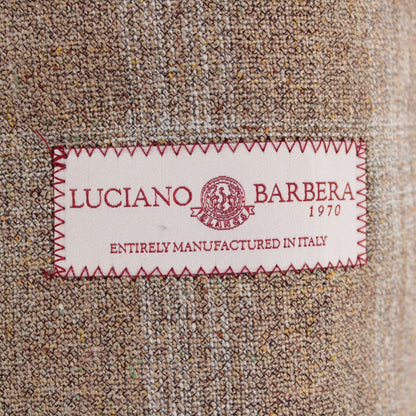 LUCIANO BARBERA
1970
ENTIRELY MANUFACTURED IN ITALY